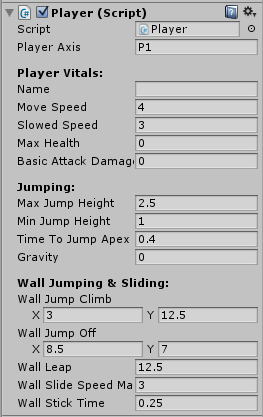 Player (Script)
Script Player
Player Axis P1
Player Vitals:
Name
Move Speed 4
Slowed Speed 3
Max Health 0
Basic Attack Damag 0
Jumping:
Max Jump Height 2.5
Min Jump Height 1
Time To Jump Apex 0.4
Gravity 0
Wall Jumping & Sliding:
Wall Jump Climb
X 3 Y 12.5
Wall Jump Off
X 8.5 Y 7
Wall Leap 12.5
Wall Slide Speed Ma 3
Wall Stick Time 0.25